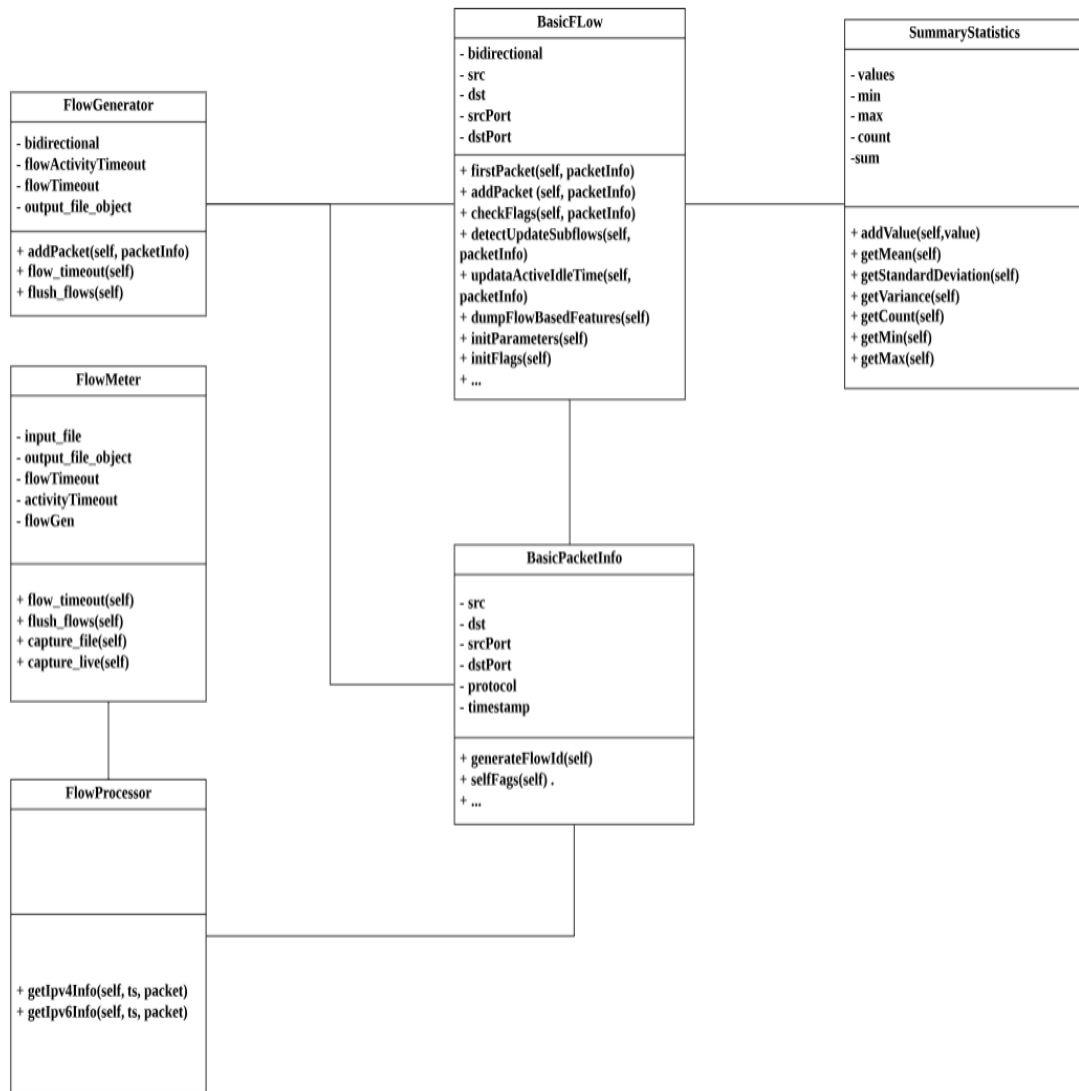 FlowGenerator
- bidirectional
- flowActivityTimeout
- flowTimeout
- output_file_object
+ addPacket(self, packetInfo)
+ flow_timeout(self)
+ flush_flows(self)
BasicFLow
- bidirectional
- src
- dst
- srcPort
- dstPort
+ firstPacket(self, packetInfo)
+ addPacket (self, packetInfo)
+ checkFlags(self, packetInfo)
+ detectUpdateSubflows(self,
packetInfo)
+ updataActiveIdleTime(self,
packetInfo)
+ dumpFlowBasedFeatures(self)
+ initParameters(self)
+ initFlags(self)
+ ...
SummaryStatistics
- values
- min
- max
- count
-sum
+ addValue(self,value)
+ getMean(self)
+ getStandardDeviation(self)
+ getVariance(self)
+ getCount(self)
+ getMin(self)
+ getMax(self)
FlowMeter
- input_file
- output_file_object
- flowTimeout
- activityTimeout
- flowGen
+ flow_timeout(self)
+ flush_flows(self)
+ capture_file(self)
+ capture_live(self)
BasicPacketInfo
- src
- dst
- srcPort
- dstPort
- protocol
- timestamp
+ generateFlowId(self)
+ selfFags(self) .
+ ...
FlowProcessor
+ getIpv4Info(self, ts, packet)
+ getIpv6Info(self, ts, packet)